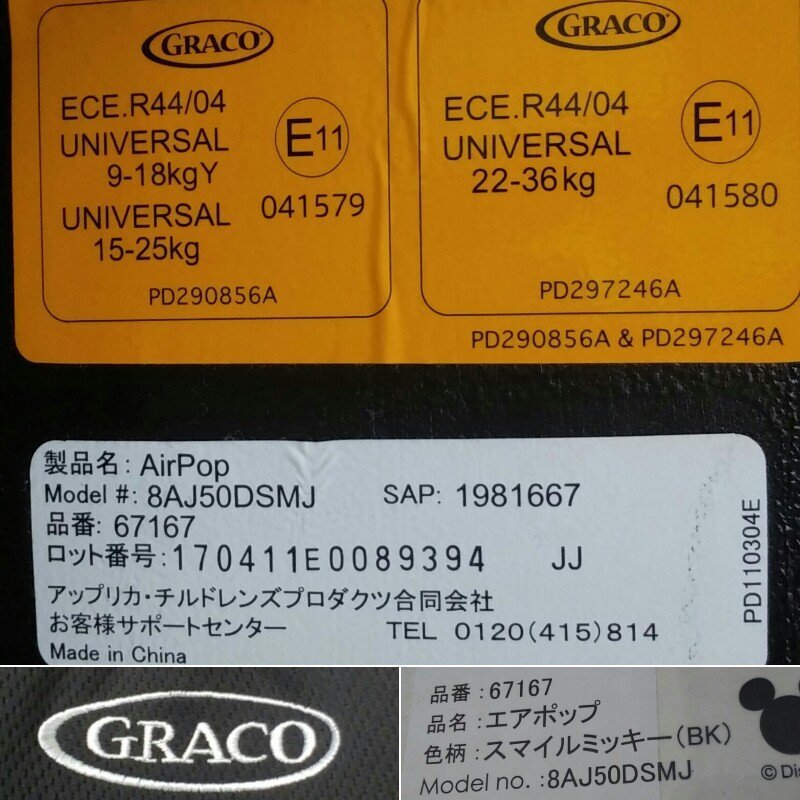 GRACO
ECE.R44/04
UNIVERSAL
9-18kgY
UNIVERSAL
15-25kg
E11
041579
PD290856A
GRACO
ECE.R44/04
UNIVERSAL
22-36kg
E11
041580
PD297246A
PD290856A & PD297246A
製品名: AirPop
Model #: 8AJ50DSMJ SAP: 1981667
品番: 67167
ロット番号:170411E0089394 JJ
アップリカ・チルドレンズプロダクツ合同会社
お客様サポートセンター TEL 0120(415)814
Made in China
PD110304E
GRACO
品番:67167
品名:エアポップ
色柄:スマイルミッキー(BK)
Model no.:8AJ50DSMJ